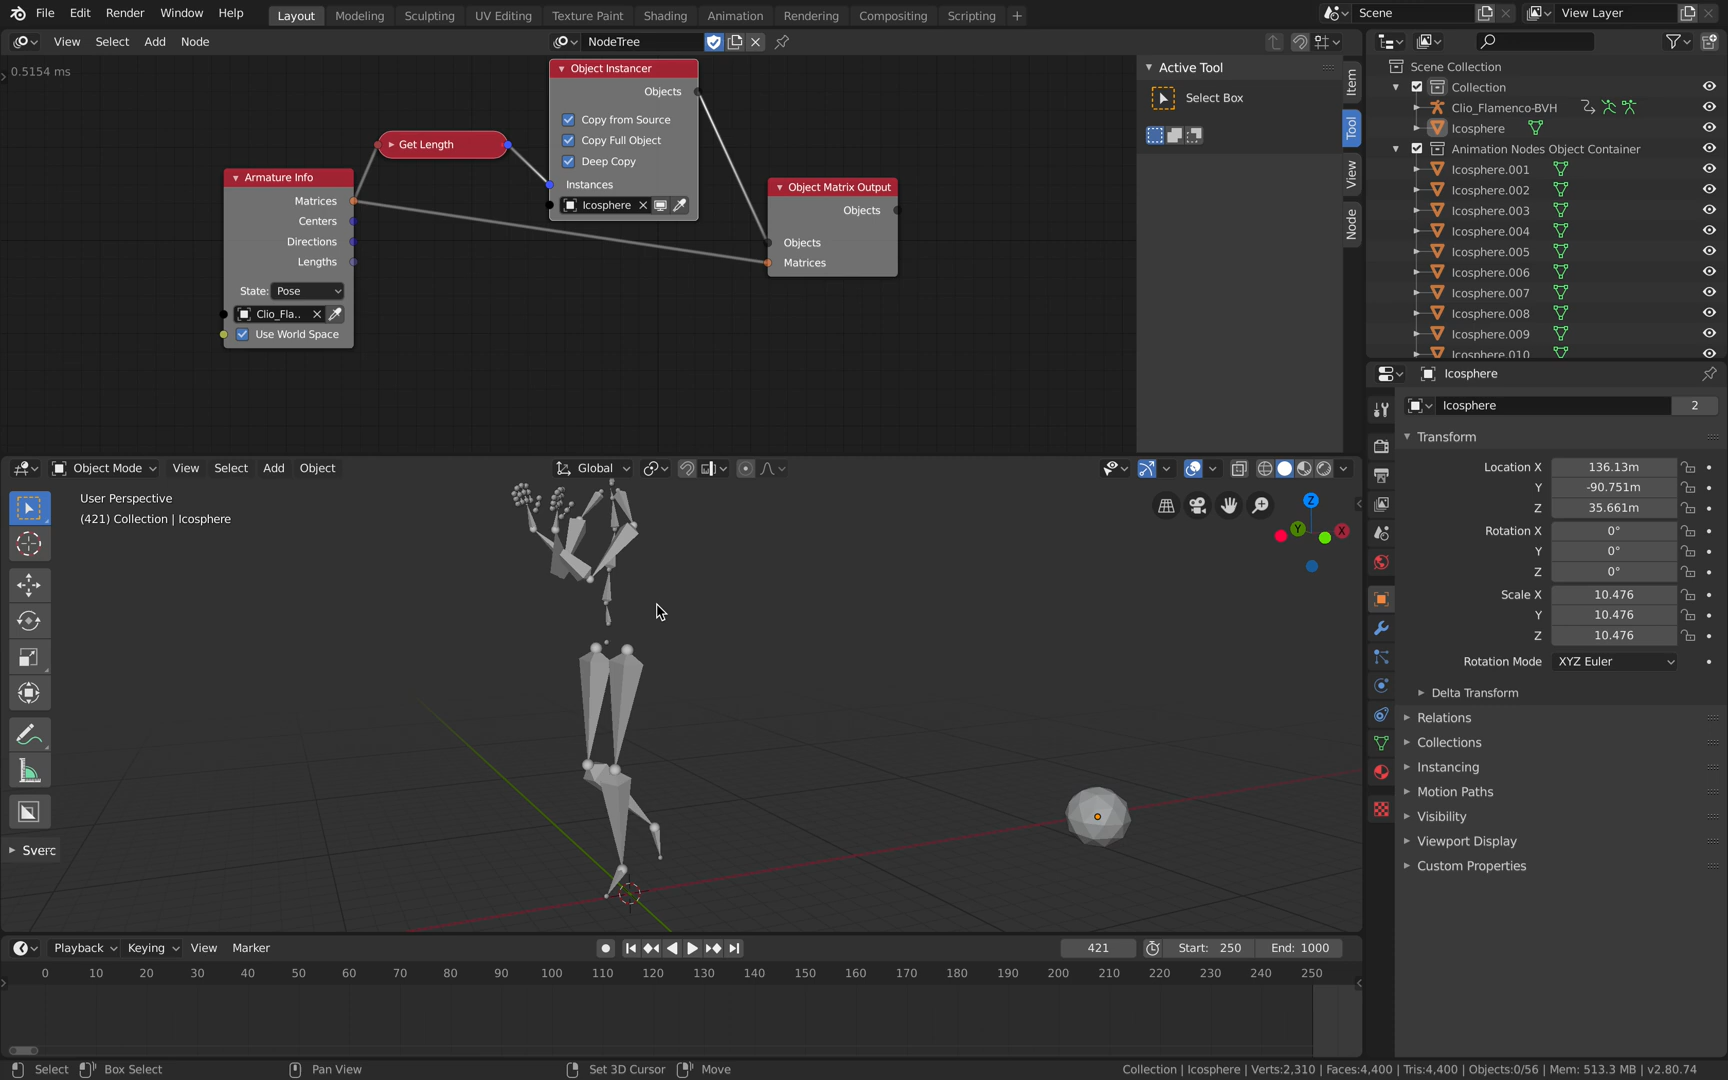 File Edit Render Window Help Layout Modeling Sculpting UV Editing Texture Paint Shading Animation Rendering Compositing Scripting + Scene View Layer
View Select Add Node NodeTree
0.5154 ms
Object Instancer
Objects
Copy from Source
Copy Full Object
Deep Copy
Instances
Icosphere
Get Length
Armature Info
Matrices
Centers
Directions
Lengths
State: Pose
Clio_Fla..
Use World Space
Object Matrix Output
Objects
Objects
Matrices
Active Tool
Select Box
Item
Tool
View
Node
Scene Collection
Collection
Clio_Flamenco-BVH
Icosphere
Animation Nodes Object Container
Icosphere.001
Icosphere.002
Icosphere.003
Icosphere.004
Icosphere.005
Icosphere.006
Icosphere.007
Icosphere.008
Icosphere.009
Icosphere.010
Icosphere
Icosphere 2
Transform
Location X 136.13m
Y -90.751m
Z 35.661m
Rotation X 0°
Y 0°
Z 0°
Scale X 10.476
Y 10.476
Z 10.476
Rotation Mode XYZ Euler
Delta Transform
Relations
Collections
Instancing
Motion Paths
Visibility
Viewport Display
Custom Properties
Object Mode View Select Add Object Global
User Perspective
(421) Collection | Icosphere
Z
Y
X
Sverc
Playback Keying View Marker 421 Start: 250 End: 1000
0 10 20 30 40 50 60 70 80 90 100 110 120 130 140 150 160 170 180 190 200 210 220 230 240 250
Select Box Select Pan View Set 3D Cursor Move Collection | Icosphere | Verts:2,310 | Faces:4,400 | Tris:4,400 | Objects:0/56 | Mem: 513.3 MB | v2.80.74